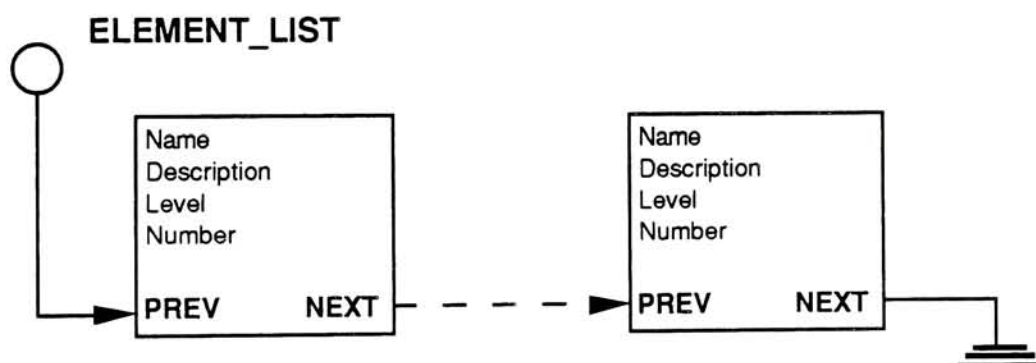 ELEMENT_LIST
Name
Description
Level
Number
PREV NEXT
Name
Description
Level
Number
PREV NEXT